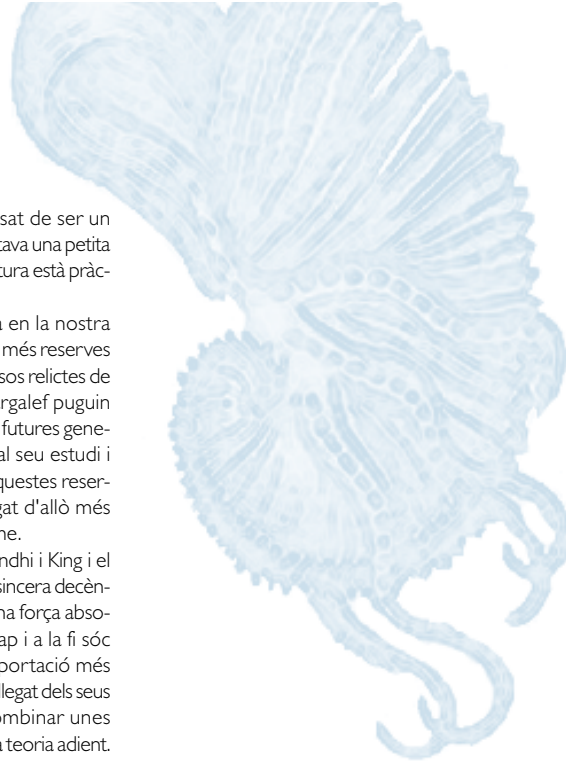 sat de ser un
tava una petita
tura està pràc-
en la nostra
més reserves
sos relictes de
rgalef puguin
futures gene-
al seu estudi i
questes reser-
gat d'allò més
ne.
ndhi i King i el
sincera decèn-
na força abso-
ap i a la fi sóc
portació més
llegat dels seus
ombinar unes
teoria adient.